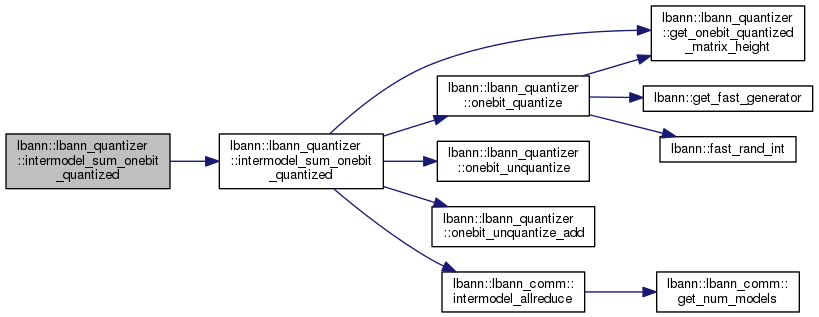 lbann::lbann_quantizer
::intermodel_sum_onebit
_quantized
lbann::lbann_quantizer
::intermodel_sum_onebit
_quantized
lbann::lbann_quantizer
::get_onebit_quantized
_matrix_height
lbann::lbann_quantizer
::onebit_quantize
lbann::get_fast_generator
lbann::fast_rand_int
lbann::lbann_quantizer
::onebit_unquantize
lbann::lbann_quantizer
::onebit_unquantize_add
lbann::lbann_comm::
intermodel_allreduce
lbann::lbann_comm::
get_num_models